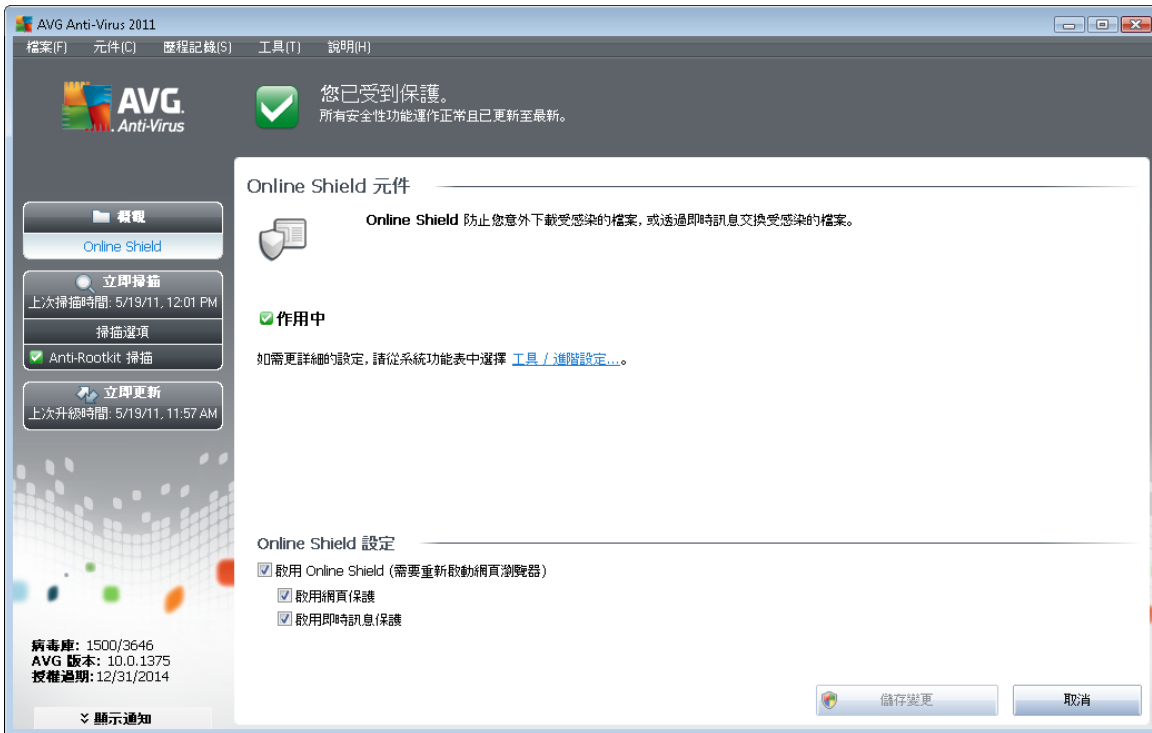 AVG Anti-Virus 2011
檔案(F) 元件(C) 歷程記錄(S) 工具(T) 說明(H)
AVG.
Anti-Virus
您已受到保護。
所有安全性功能運作正常且已更新至最新。
概觀
Online Shield
立即掃描
上次掃描時間: 5/19/11, 12:01 PM
掃描選項
Anti-Rootkit 掃描
立即更新
上次升級時間: 5/19/11, 11:57 AM
病毒庫: 1500/3646
AVG 版本: 10.0.1375
授權過期: 12/31/2014
顯示通知
Online Shield 元件
Online Shield 防止您意外下載受感染的檔案, 或透過即時訊息交換受感染的檔案。
作用中
如需更詳細的設定, 請從系統功能表中選擇 工具 / 進階設定...。
Online Shield 設定
啟用 Online Shield (需要重新啟動網頁瀏覽器)
啟用網頁保護
啟用即時訊息保護
儲存變更
取消